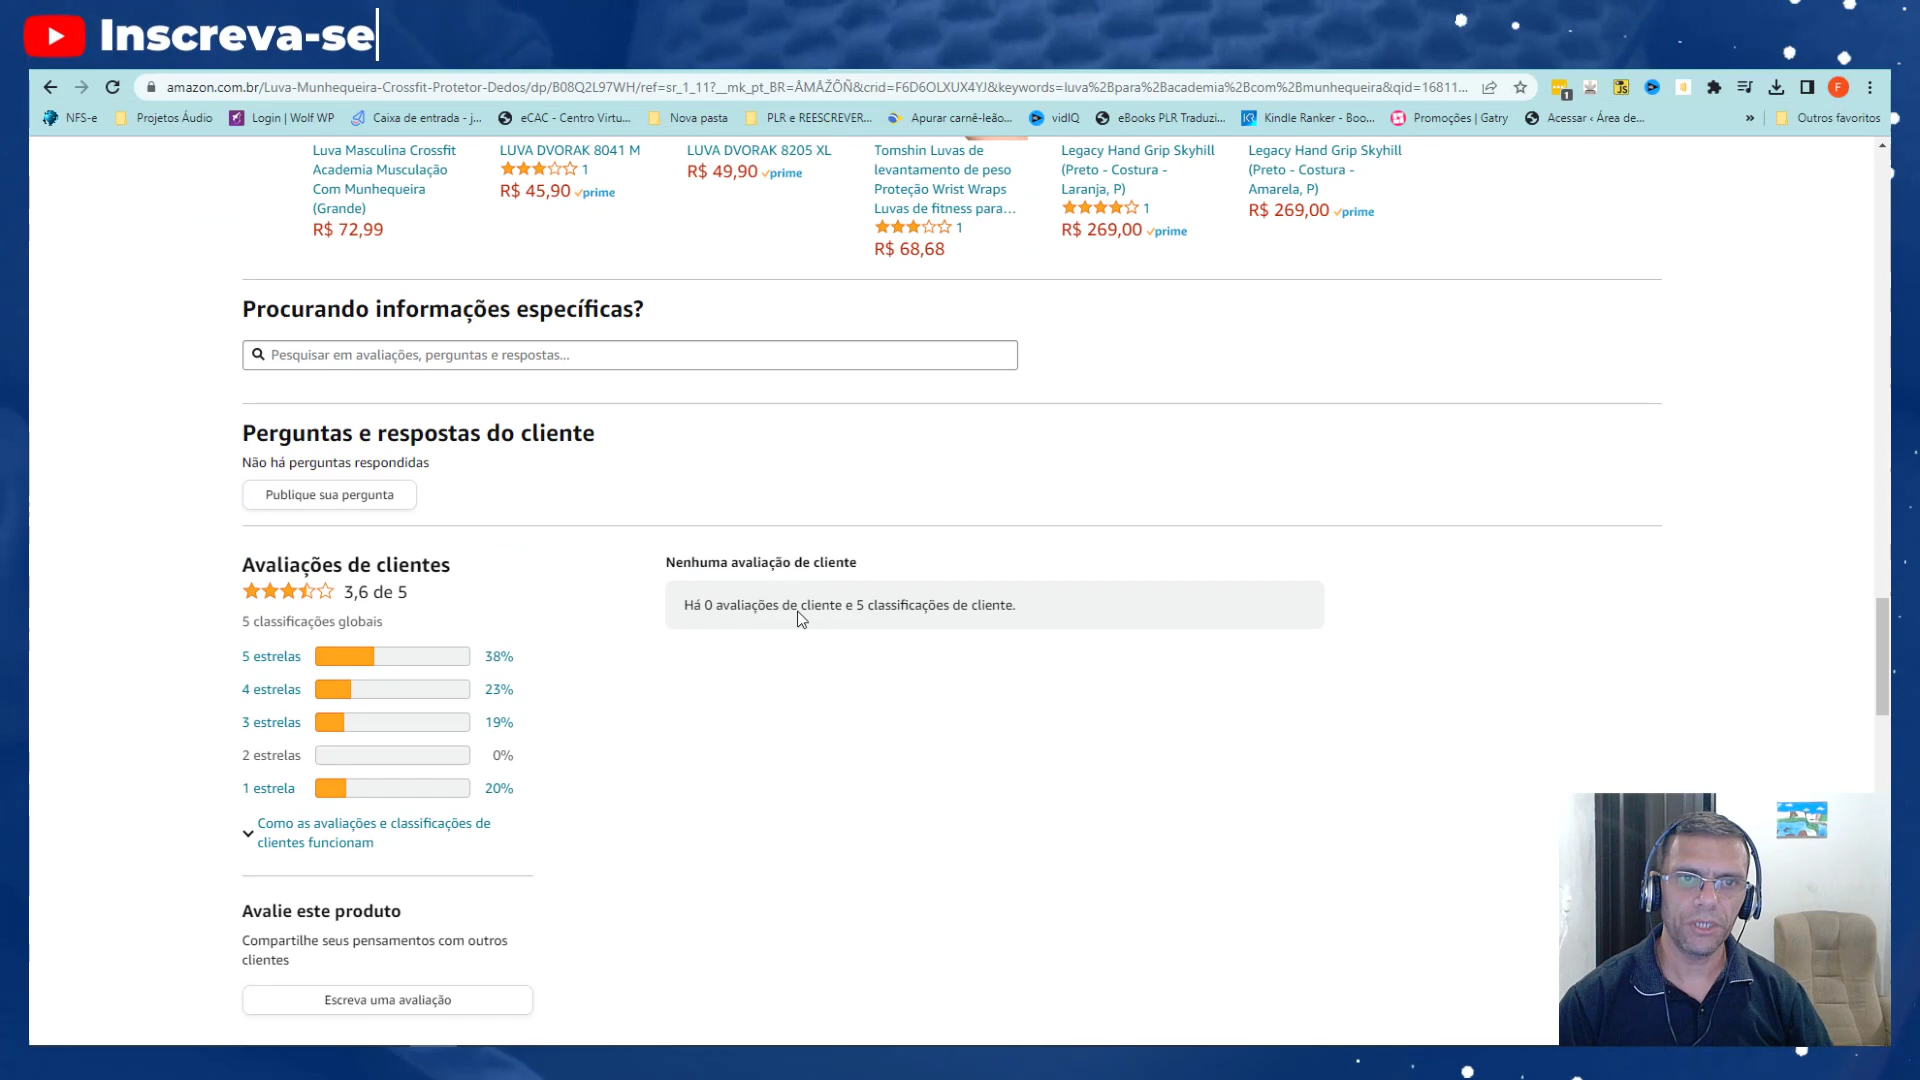 Inscreva-se
amazon.com.br/Luva-Munhequeira-Crossfit-Protetor-Dedos/dp/B08Q2L97WH/ref=sr_1_11?__mk_pt_BR=ÅMÅŽÕÑ&crid=F6D6OLXUX4YJ&keywords=luva%2Bpara%2Bacademia%2Bcom%2Bmunhequeira&qid=16811...
NFS-e Projetos Áudio Login | Wolf WP Caixa de entrada - j... eCAC - Centro Virtu... Nova pasta PLR e REESCREVER... Apurar carnê-leão... vidIQ eBooks PLR Traduzi... Kindle Ranker - Boo... Promoções | Gatry Acessar ‹ Área de... » Outros favoritos
Luva Masculina Crossfit
Academia Musculação
Com Munhequeira
(Grande)
R$ 72,99
LUVA DVORAK 8041 M
1
R$ 45,90 prime
LUVA DVORAK 8205 XL
R$ 49,90 prime
Tomshin Luvas de
levantamento de peso
Proteção Wrist Wraps
Luvas de fitness para…
1
R$ 68,68
Legacy Hand Grip Skyhill
(Preto - Costura -
Laranja, P)
1
R$ 269,00 prime
Legacy Hand Grip Skyhill
(Preto - Costura -
Amarela, P)
R$ 269,00 prime
Procurando informações específicas?
Pesquisar em avaliações, perguntas e respostas...
Perguntas e respostas do cliente
Não há perguntas respondidas
Publique sua pergunta
Avaliações de clientes
3,6 de 5
5 classificações globais
5 estrelas 38%
4 estrelas 23%
3 estrelas 19%
2 estrelas 0%
1 estrela 20%
Como as avaliações e classificações de
clientes funcionam
Avalie este produto
Compartilhe seus pensamentos com outros
clientes
Escreva uma avaliação
Nenhuma avaliação de cliente
Há 0 avaliações de cliente e 5 classificações de cliente.